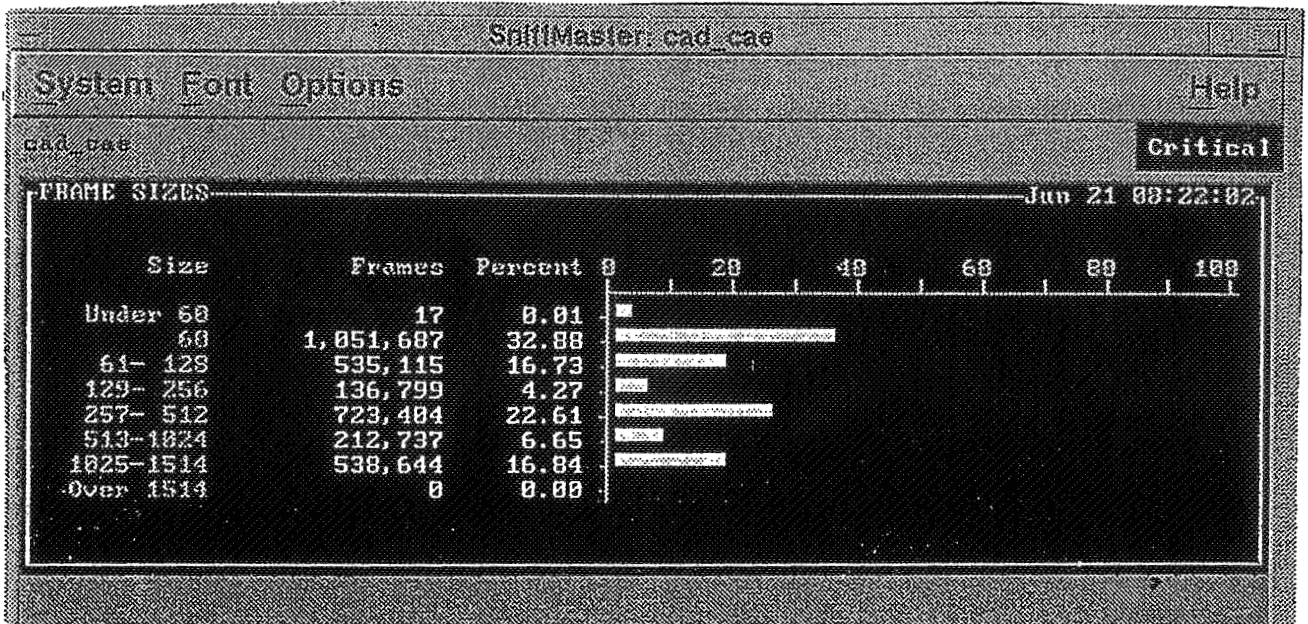 SniffMaster: cad_cae
System Font Options Help
cad_cae Critical
FRAME SIZES Jun 21 08:22:02
Size Frames Percent 0 20 40 60 80 100
Under 60 17 0.01
60 1,051,687 32.88
61- 128 535,115 16.73
129- 256 136,799 4.27
257- 512 723,404 22.61
513-1024 212,737 6.65
1025-1514 538,644 16.84
Over 1514 0 0.00